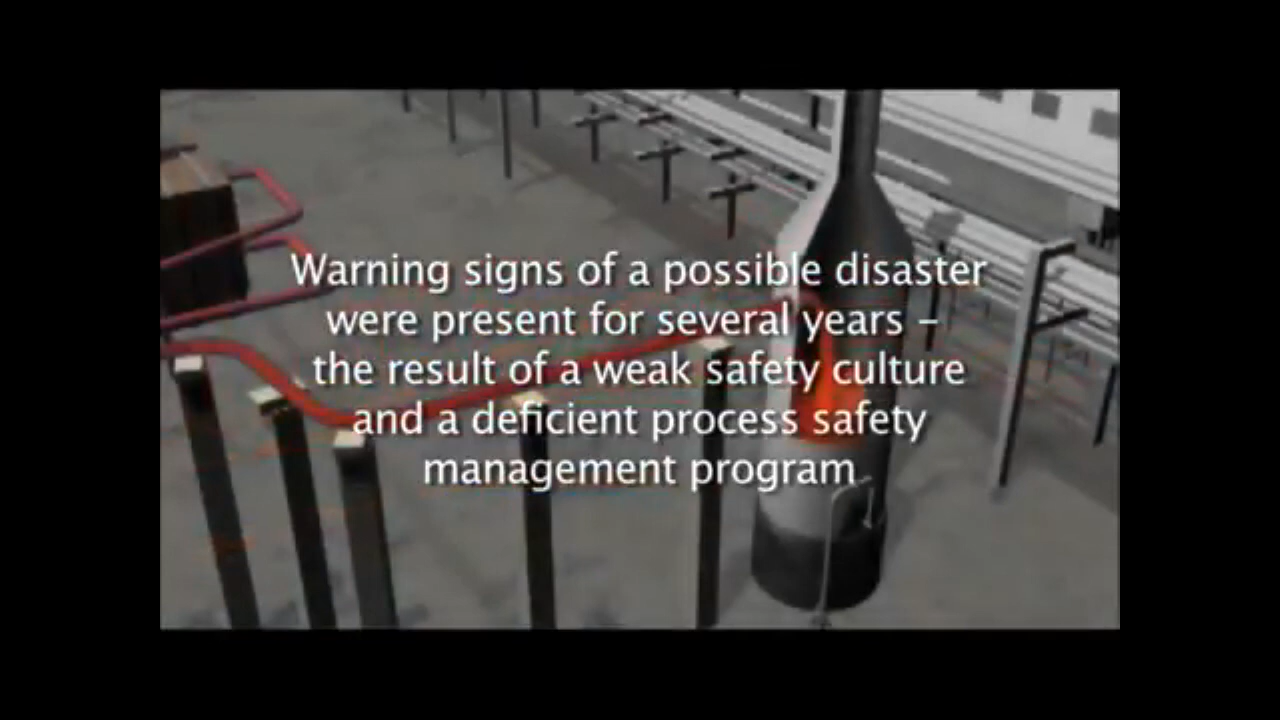 Warning signs of a possible disaster
were present for several years –
the result of a weak safety culture
and a deficient process safety
management program